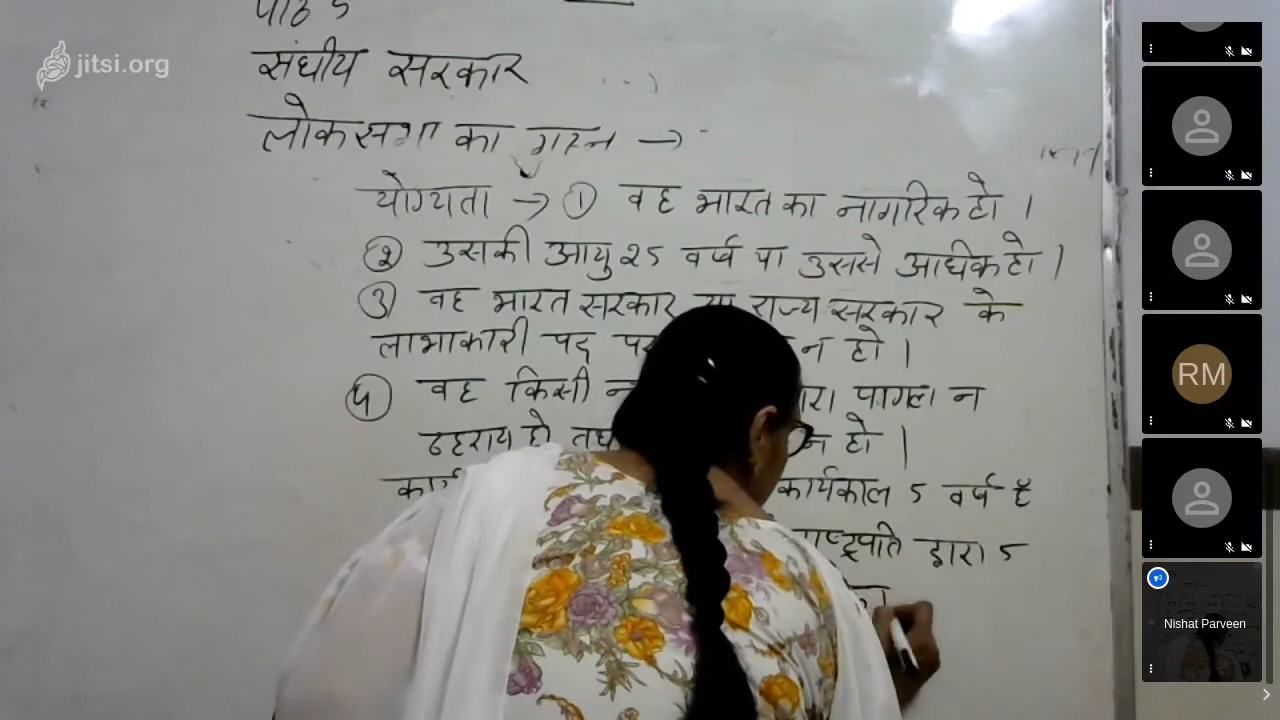 jitsi.org
पाठ 5
संघीय सरकार
लोकसभा का गठन →
योग्यता → ① वह भारत का नागरिक हो ।
② उसकी आयु 25 वर्ष या उससे अधिक हो ।
③ वह भारत सरकार या राज्य सरकार के
लाभाकारी पद पर न हो ।
④ वह किसी पागल न
ठहराय हो तथा न हो ।
कार्यकाल 5 वर्ष है
राष्ट्रपति द्वारा 5
RM
Nishat Parveen